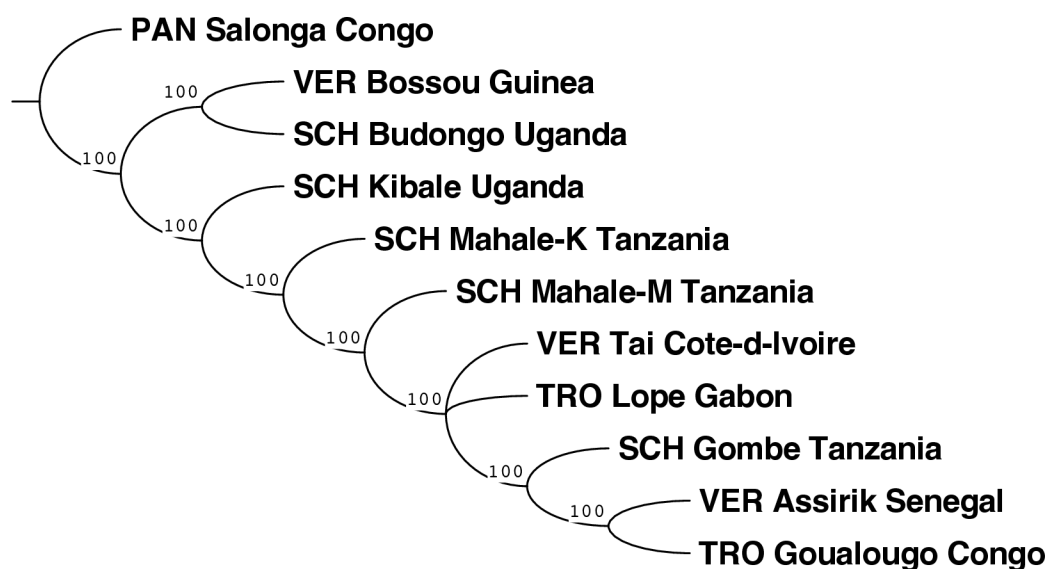 PAN Salonga Congo
100
VER Bossou Guinea
SCH Budongo Uganda
100
SCH Kibale Uganda
100
SCH Mahale-K Tanzania
100
SCH Mahale-M Tanzania
100
VER Tai Cote-d-Ivoire
TRO Lope Gabon
100
SCH Gombe Tanzania
100
VER Assirik Senegal
100
TRO Goualougo Congo